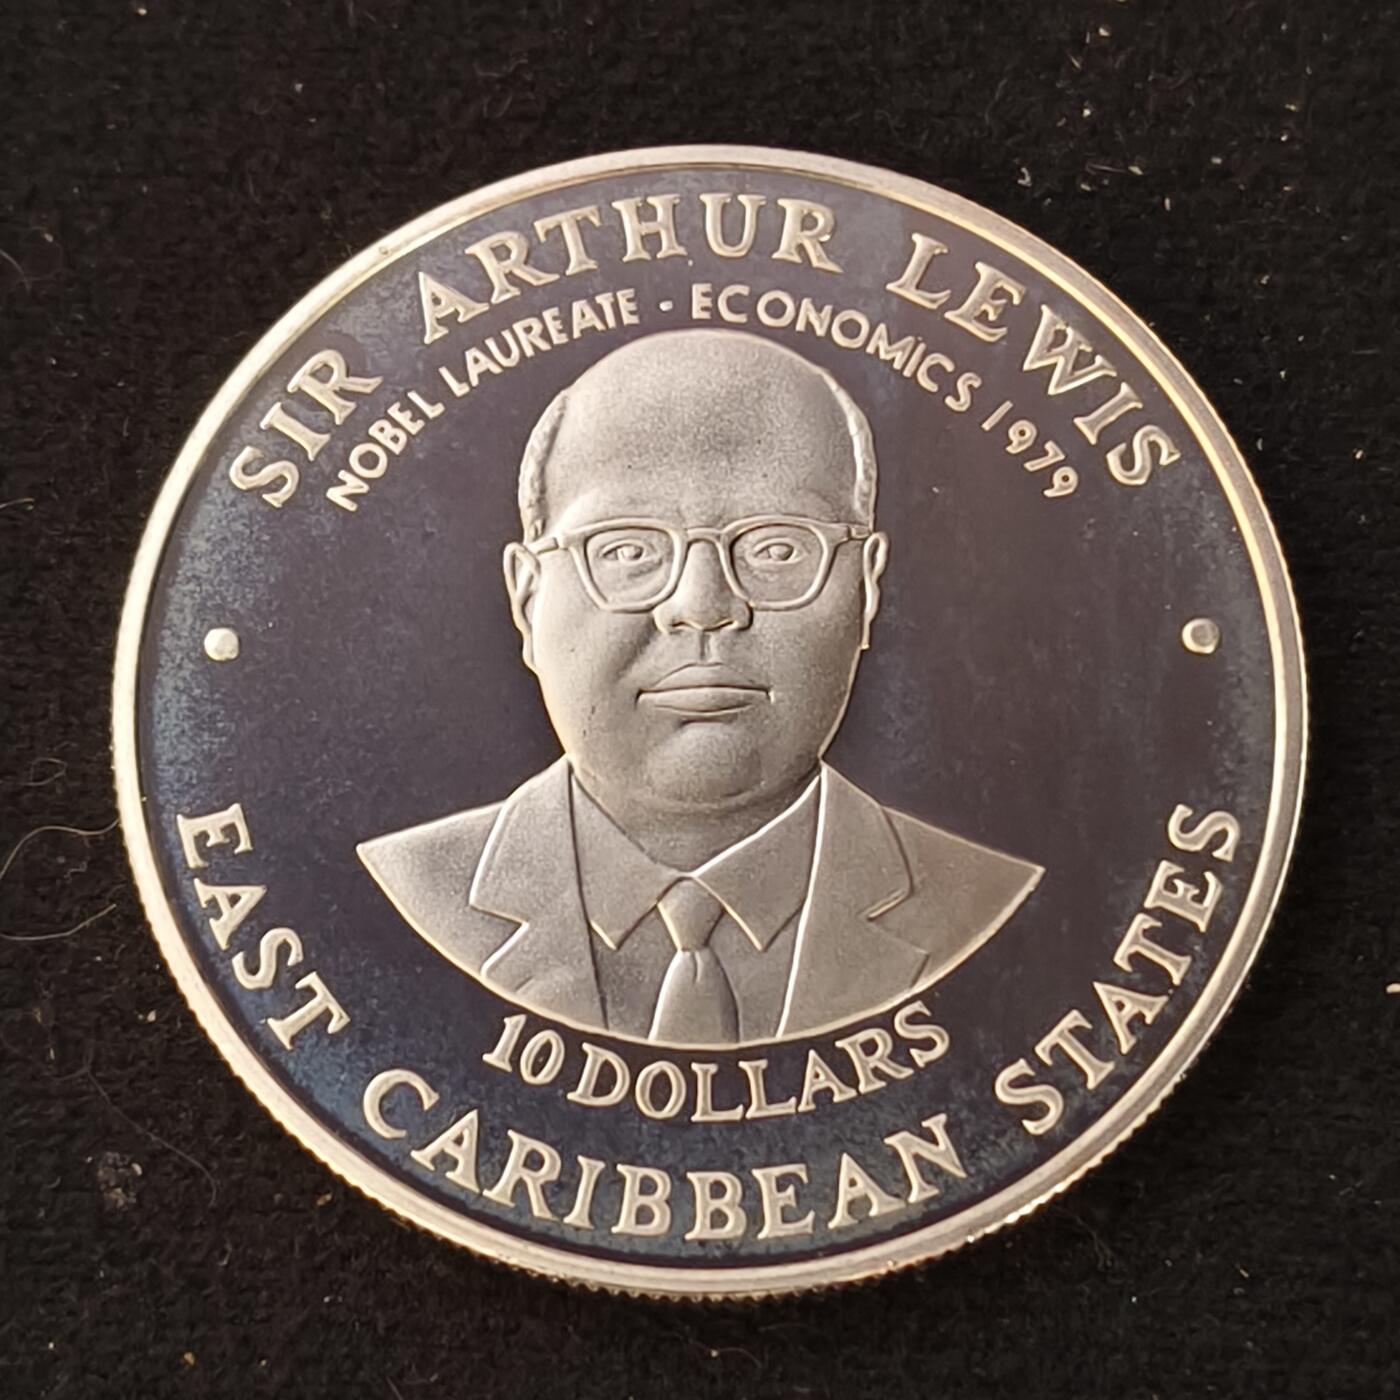 SIR ARTHUR LEWIS
NOBEL LAUREATE · ECONOMICS 1979
10 DOLLARS
EAST CARIBBEAN STATES